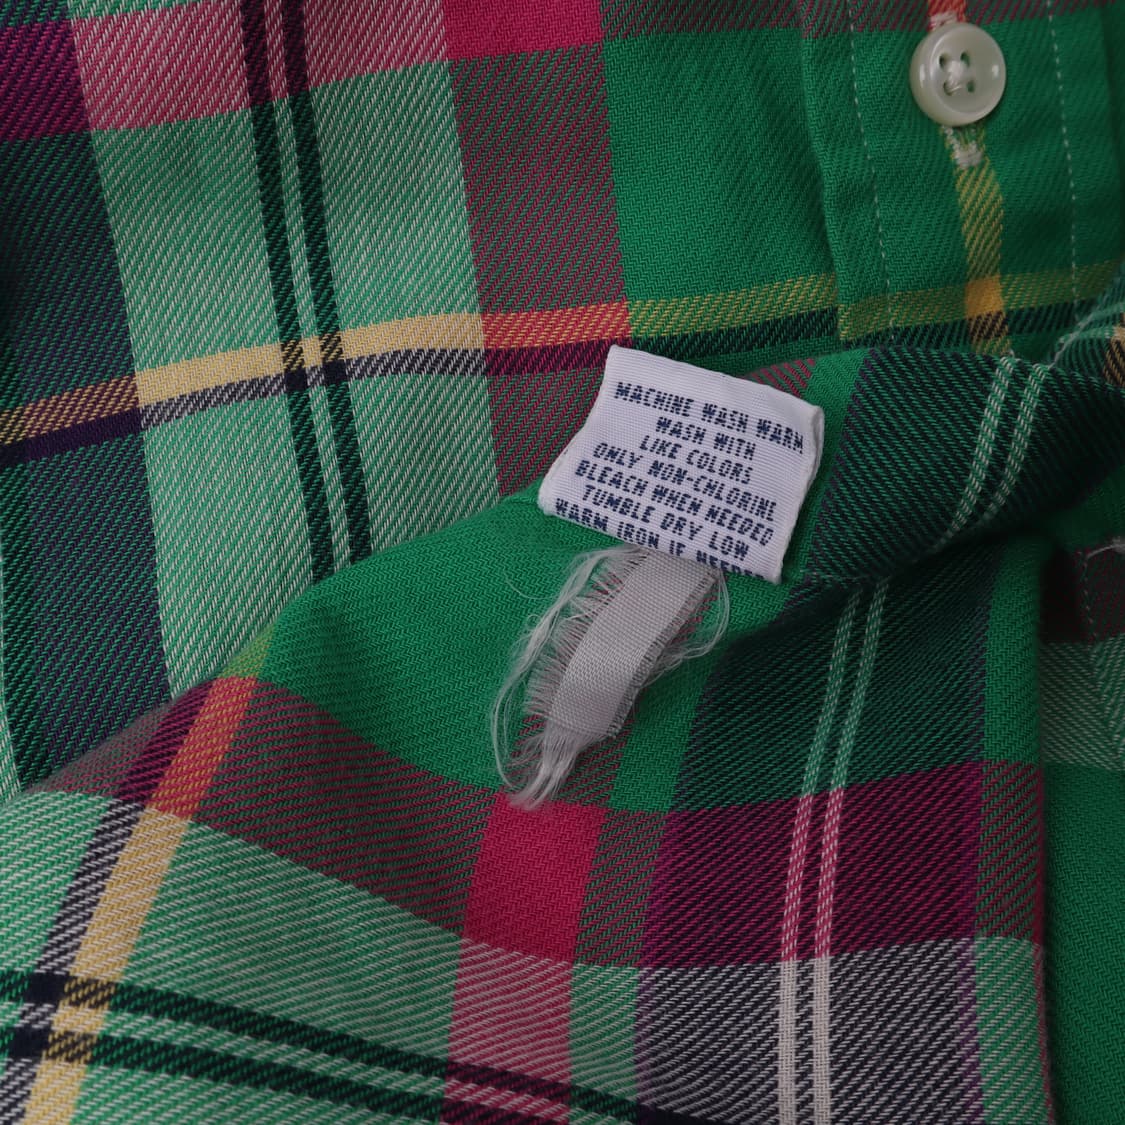 MACHINE WASH WARM
WASH WITH
LIKE COLORS
ONLY NON-CHLORINE
BLEACH WHEN NEEDED
TUMBLE DRY LOW
WARM IRON IF NEEDED